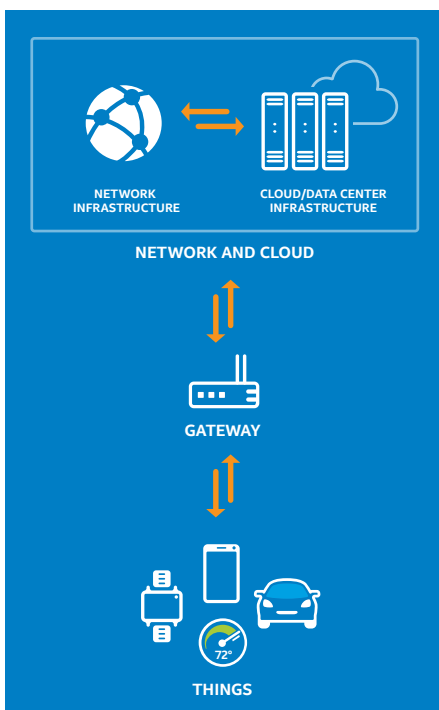 NETWORK
INFRASTRUCTURE
CLOUD/DATA CENTER
INFRASTRUCTURE
NETWORK AND CLOUD
GATEWAY
72°
THINGS